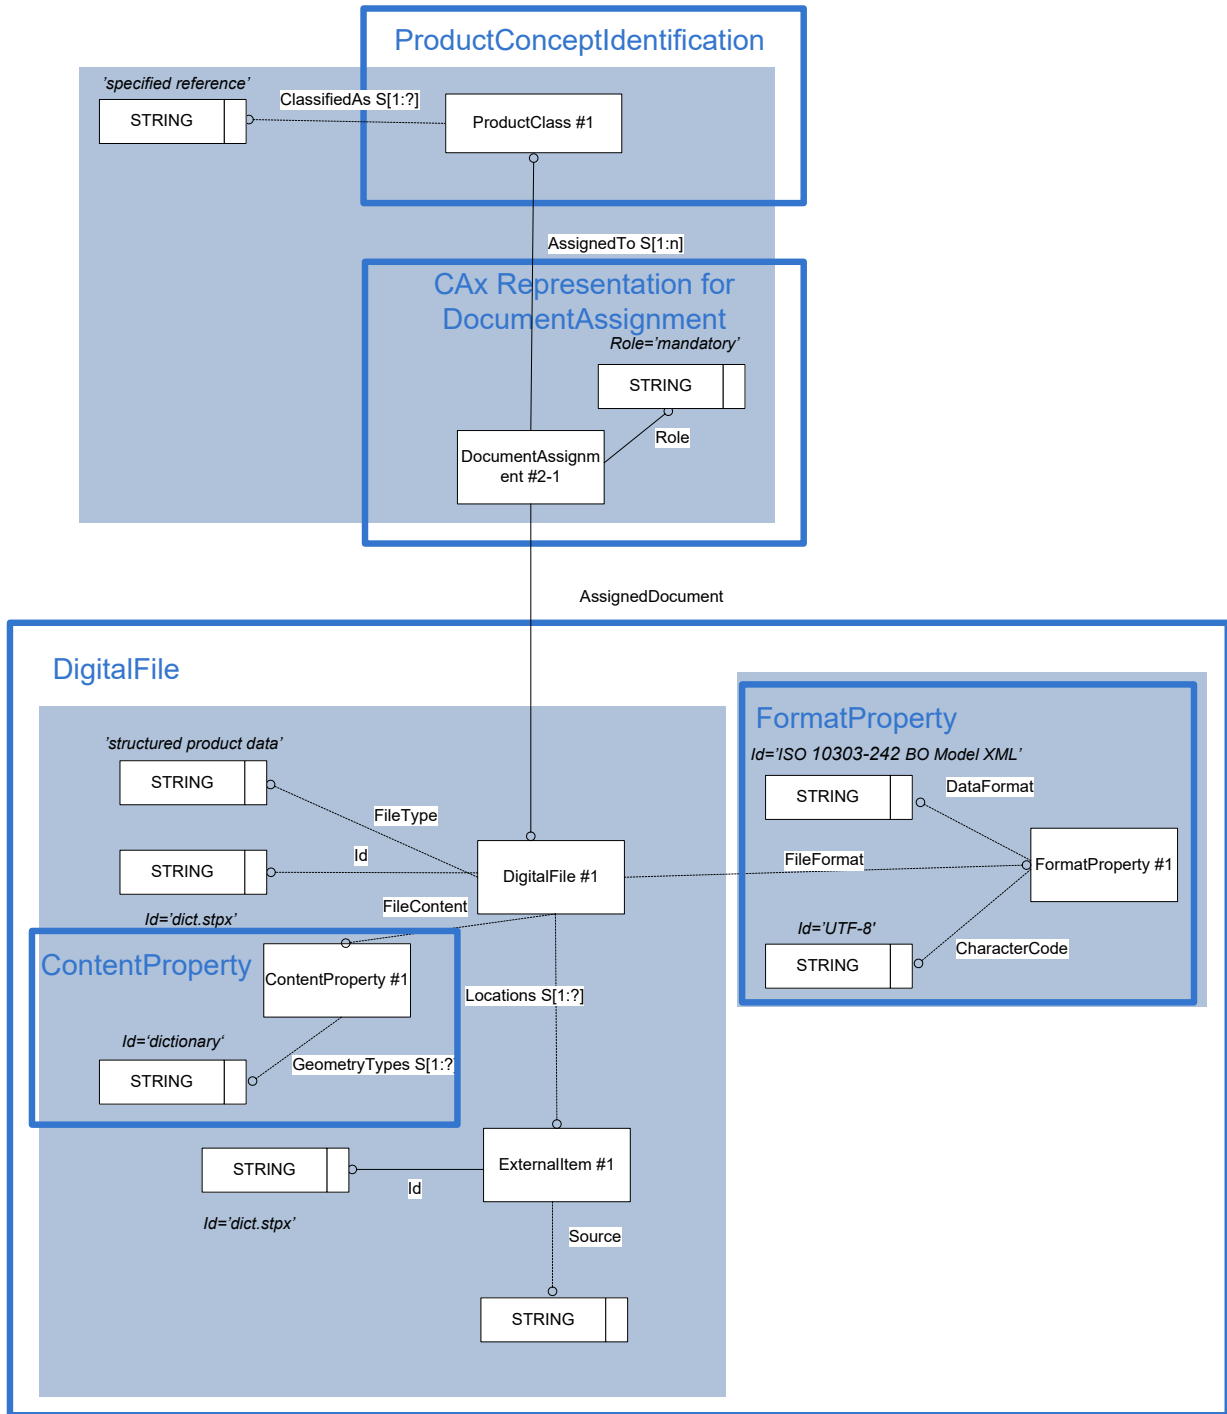 ProductConceptIdentification
’specified reference’
ClassifiedAs S[1:?]
STRING
ProductClass #1
AssignedTo S[1:n]
CAx Representation for
DocumentAssignment
Role=’mandatory’
STRING
Role
DocumentAssignm
ent #2-1
AssignedDocument
DigitalFile
’structured product data’
STRING
FileType
Id
STRING
DigitalFile #1
Id=’dict.stpx’
FileContent
FormatProperty
Id=’ISO 10303-242 BO Model XML’
STRING
DataFormat
FileFormat
FormatProperty #1
Id=’UTF-8'
STRING
CharacterCode
ContentProperty
ContentProperty #1
Locations S[1:?]
Id=‘dictionary‘
STRING
GeometryTypes S[1:?]
ExternalItem #1
STRING
Id
Id=’dict.stpx’
Source
STRING